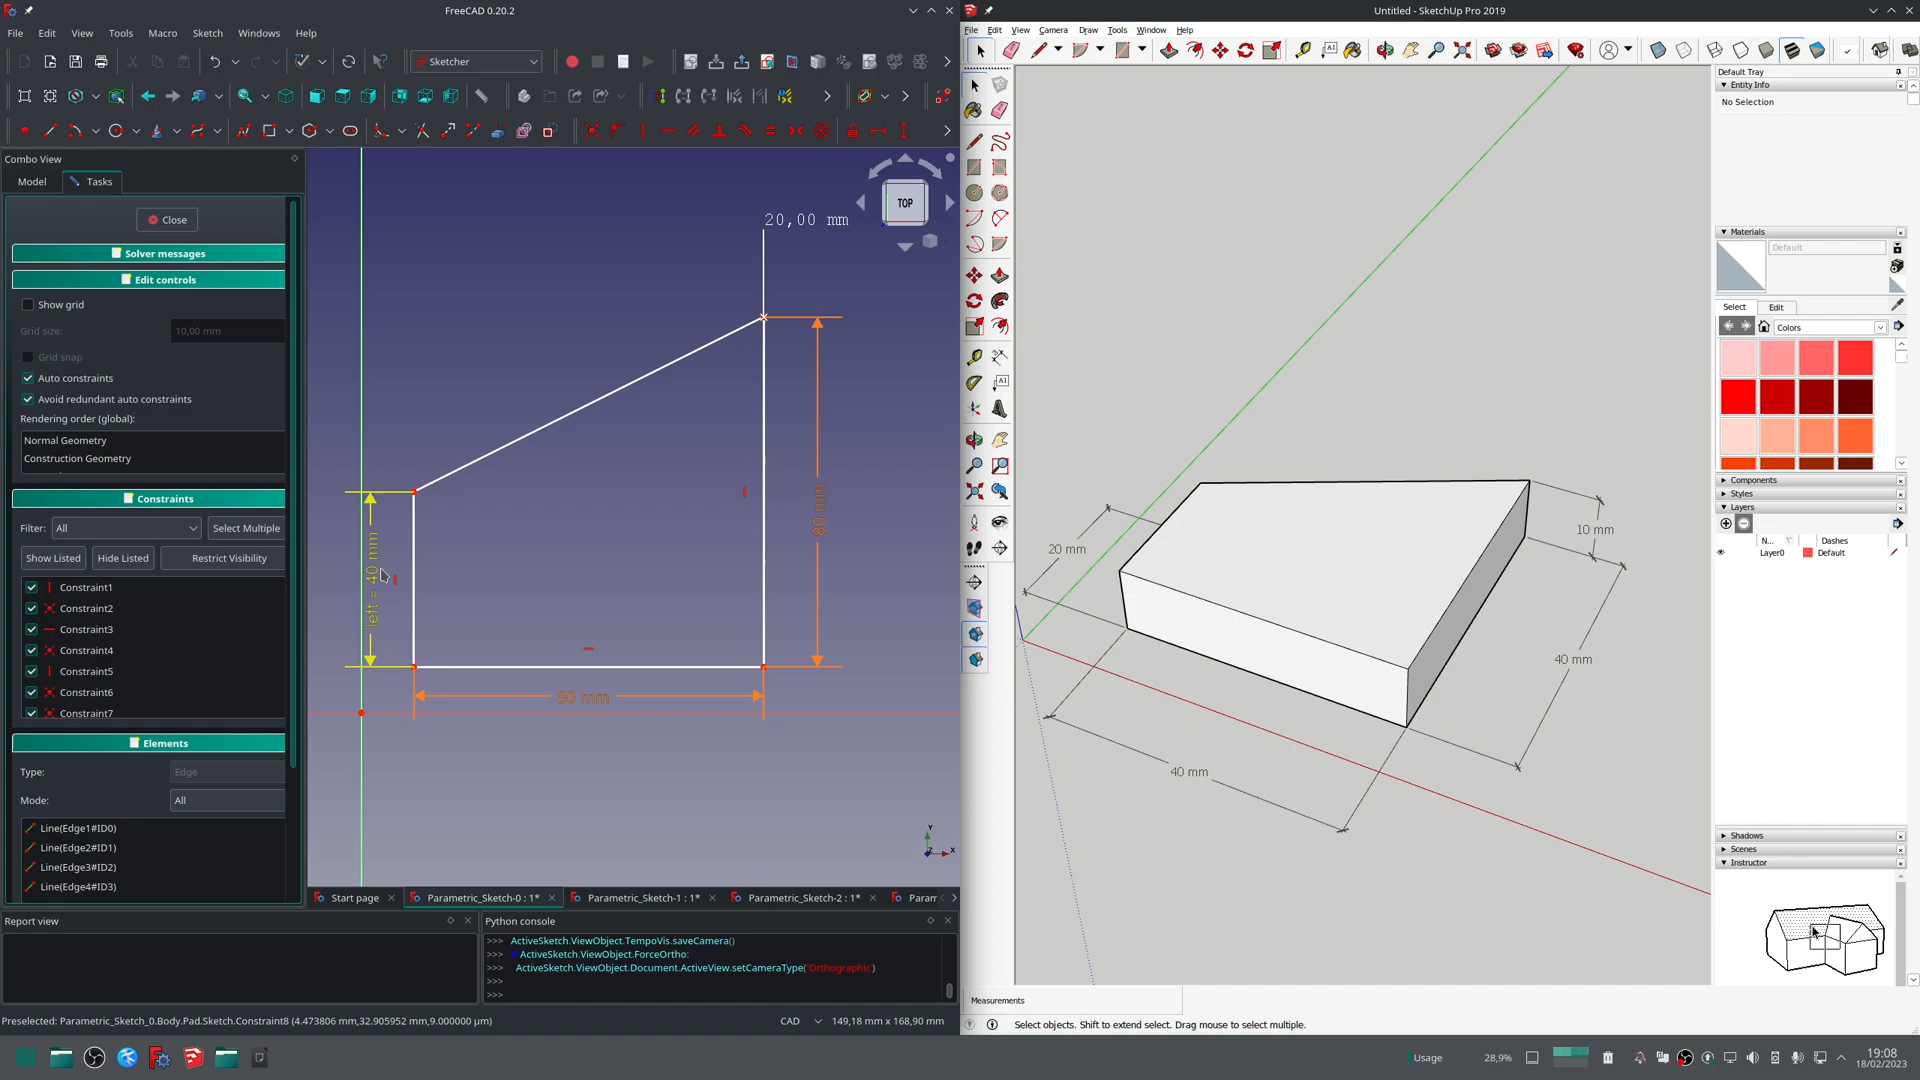 FreeCAD 0.20.2
File
Edit
View
Tools
Macro
Sketch
Windows
Help
Sketcher
Combo View
Model
Tasks
Close
Solver messages
Edit controls
Show grid
Grid size:
10,00 mm
Grid snap
Auto constraints
Avoid redundant auto constraints
Rendering order (global):
Normal Geometry
Construction Geometry
Constraints
Filter:
All
Select Multiple
Show Listed
Hide Listed
Restrict Visibility
Constraint1
Constraint2
Constraint3
Constraint4
Constraint5
Constraint6
Constraint7
Elements
Type:
Edge
Mode:
All
Line(Edge1#ID0)
Line(Edge2#ID1)
Line(Edge3#ID2)
Line(Edge4#ID3)
TOP
20,00 mm
left = 40 mm
80 mm
80 mm
Y
Z
X
Start page
Parametric_Sketch-0 : 1*
Parametric_Sketch-1 : 1*
Parametric_Sketch-2 : 1*
Param
Report view
Python console
>>> ActiveSketch.ViewObject.TempoVis.saveCamera()
>>> ActiveSketch.ViewObject.ForceOrtho:
>>> ActiveSketch.ViewObject.Document.ActiveView.setCameraType('Orthographic')
>>>
>>>
Preselected: Parametric_Sketch_0.Body.Pad.Sketch.Constraint8 (4.473806 mm,32.905952 mm,9.000000 µm)
CAD
149,18 mm x 168,90 mm
Untitled - SketchUp Pro 2019
File
Edit
View
Camera
Draw
Tools
Window
Help
A1
A1
20 mm
10 mm
40 mm
40 mm
Default Tray
Entity Info
No Selection
Materials
Default
Select
Edit
Colors
Components
Styles
Layers
N...
Dashes
Layer0
Default
Shadows
Scenes
Instructor
Measurements
Select objects. Shift to extend select. Drag mouse to select multiple.
Usage
28,9%
19:08
18/02/2023